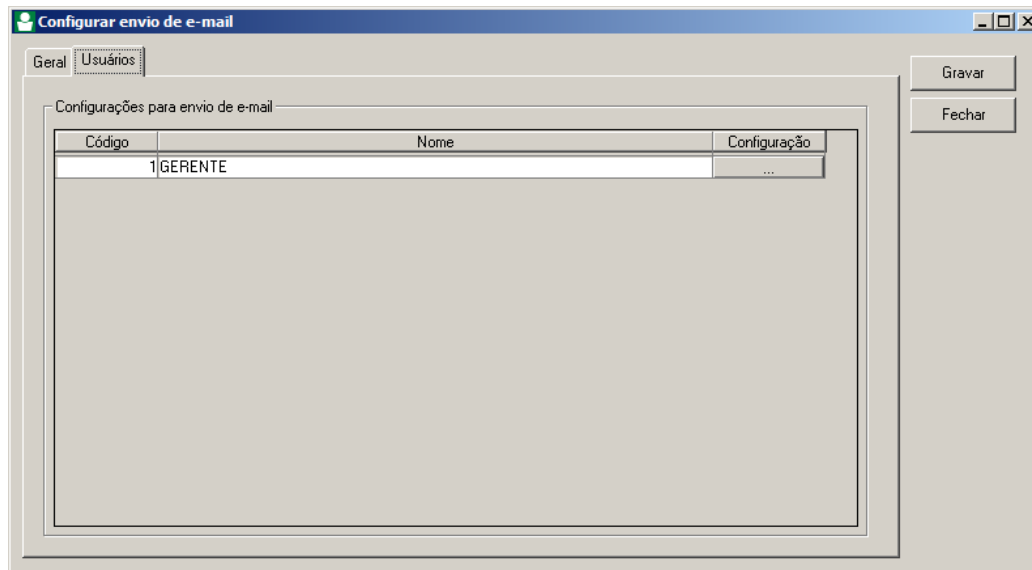 Configurar envio de e-mail
Geral Usuários
Gravar
Fechar
Configurações para envio de e-mail
Código Nome Configuração
1 GERENTE ...